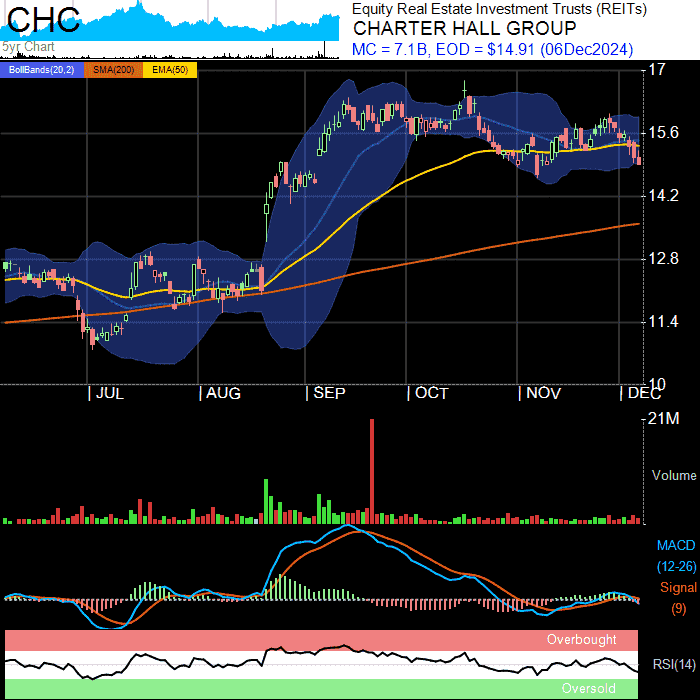 CHC
5yr Chart
Equity Real Estate Investment Trusts (REITs)
CHARTER HALL GROUP
MC = 7.1B, EOD = $14.91 (06Dec2024)
BollBands(20,2) SMA(200) EMA(50)
17
15.6
14.2
12.8
11.4
10
JUL AUG SEP OCT NOV DEC
21M
Volume
MACD
(12-26)
Signal
(9)
Overbought
RSI(14)
Oversold